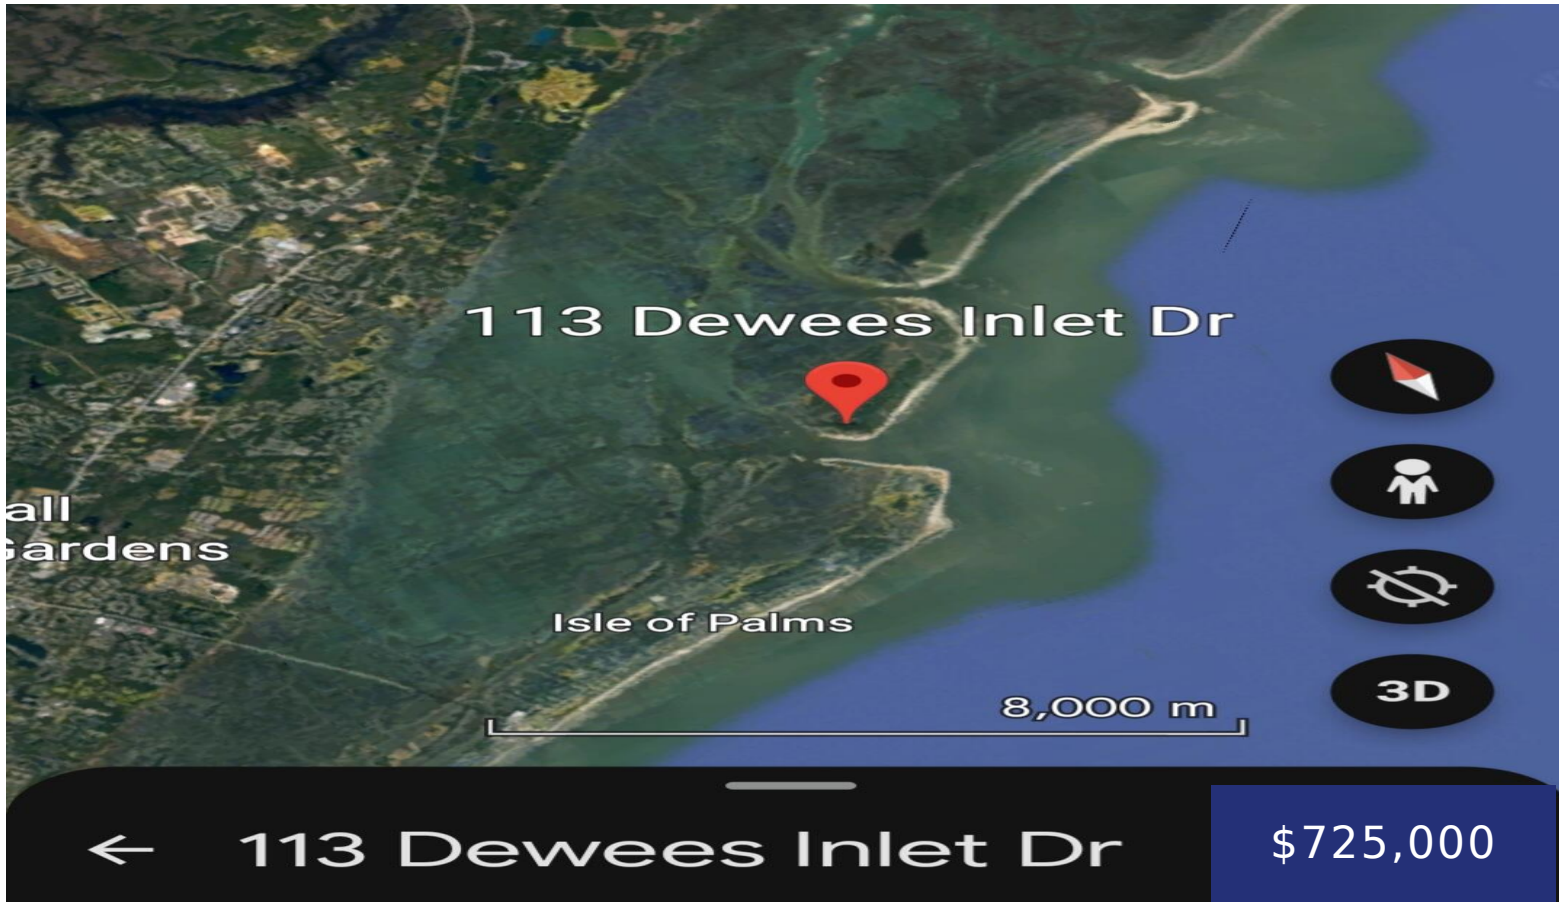 113 Dewees Inlet Dr
all
Gardens
Isle of Palms
8,000 m
3D
113 Dewees Inlet Dr
$725,000